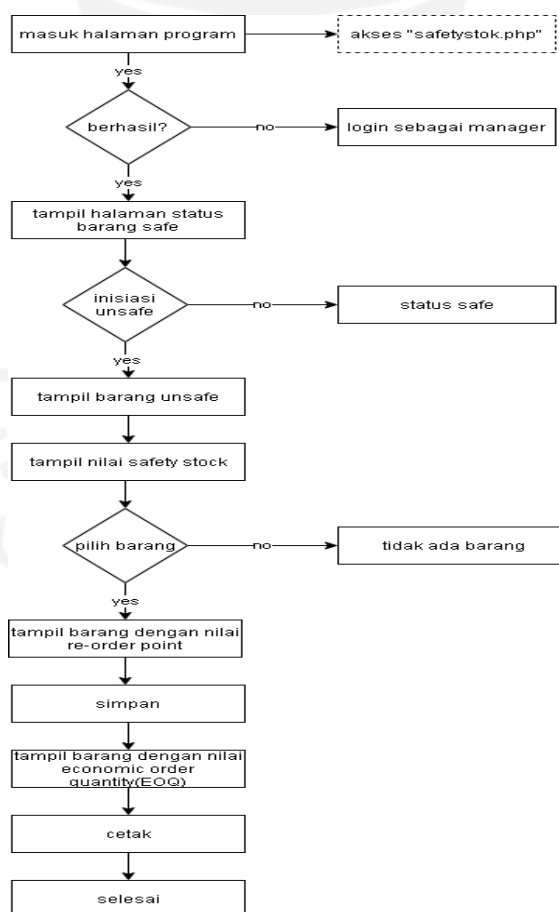 masuk halaman program
akses "safetystok.php"
yes
berhasil?
no
login sebagai manager
yes
tampil halaman status
barang safe
inisiasi
unsafe
no
status safe
yes
tampil barang unsafe
tampil nilai safety stock
pilih barang
no
tidak ada barang
yes
tampil barang dengan nilai
re-order point
simpan
tampil barang dengan nilai
economic order
quantity(EOQ)
cetak
selesai